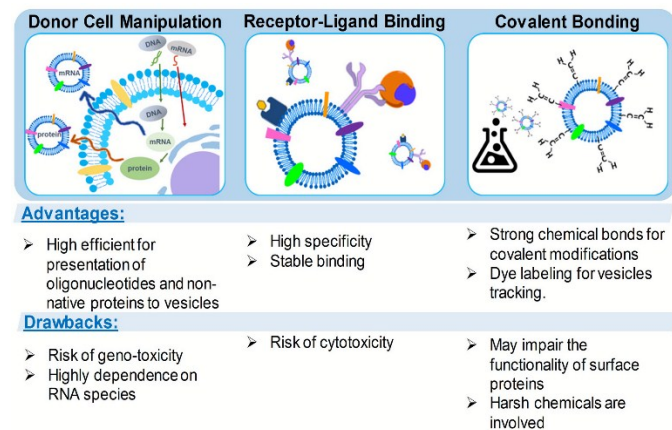 Donor Cell Manipulation
Receptor-Ligand Binding
Covalent Bonding
DNA
mRNA
mRNA
DNA
mRNA
protein
protein
H
C
C
C
H
C
C
C
H
C
C
C
C
C
C
H
C
C
C
H
C
C
C
H
Advantages:
➢ High efficient for
presentation of
oligonucleotides and non-
native proteins to vesicles
➢ High specificity
➢ Stable binding
➢ Strong chemical bonds for
covalent modifications
➢ Dye labeling for vesicles
tracking.
Drawbacks:
➢ Risk of geno-toxicity
➢ Highly dependence on
RNA species
➢ Risk of cytotoxicity
➢ May impair the
functionality of surface
proteins
➢ Harsh chemicals are
involved